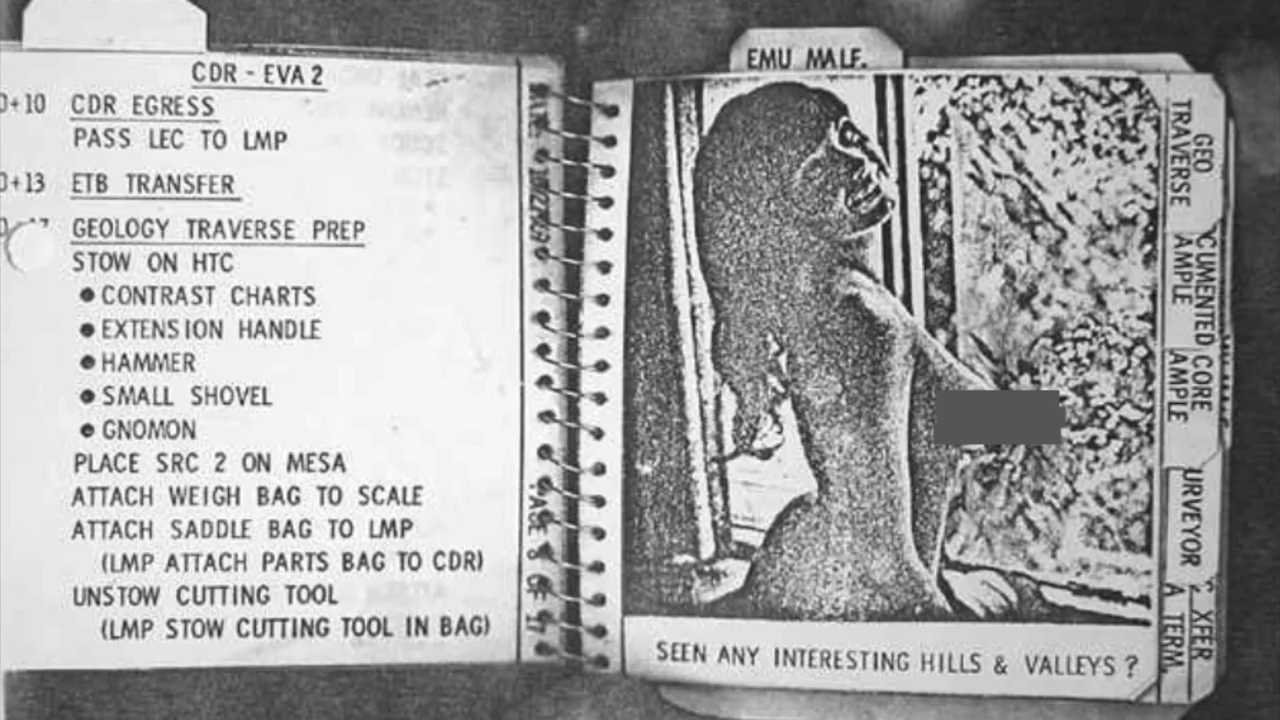 CDR - EVA 2
0+10 CDR EGRESS
PASS LEC TO LMP
0+13 ETB TRANSFER
GEOLOGY TRAVERSE PREP
STOW ON HTC
● CONTRAST CHARTS
● EXTENSION HANDLE
● HAMMER
● SMALL SHOVEL
● GNOMON
PLACE SRC 2 ON MESA
ATTACH WEIGH BAG TO SCALE
ATTACH SADDLE BAG TO LMP
(LMP ATTACH PARTS BAG TO CDR)
UNSTOW CUTTING TOOL
(LMP STOW CUTTING TOOL IN BAG)
EMU MALF.
SEEN ANY INTERESTING HILLS & VALLEYS ?
GEO
TRAVERSE
CUMENTED
AMPLE
CORE
AMPLE
URVEYOR
XFER
A TERM.